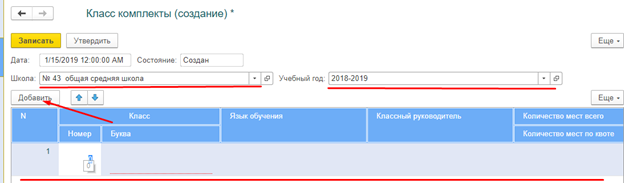 Класс комплекты (создание) *
Записать Утвердить Еще
Дата: 1/15/2019 12:00:00 AM Состояние: Создан
Школа: № 43 общая средняя школа Учебный год: 2018-2019
Добавить Еще
N Класс Язык обучения Классный руководитель Количество мест всего
Номер Буква Количество мест по квоте
1